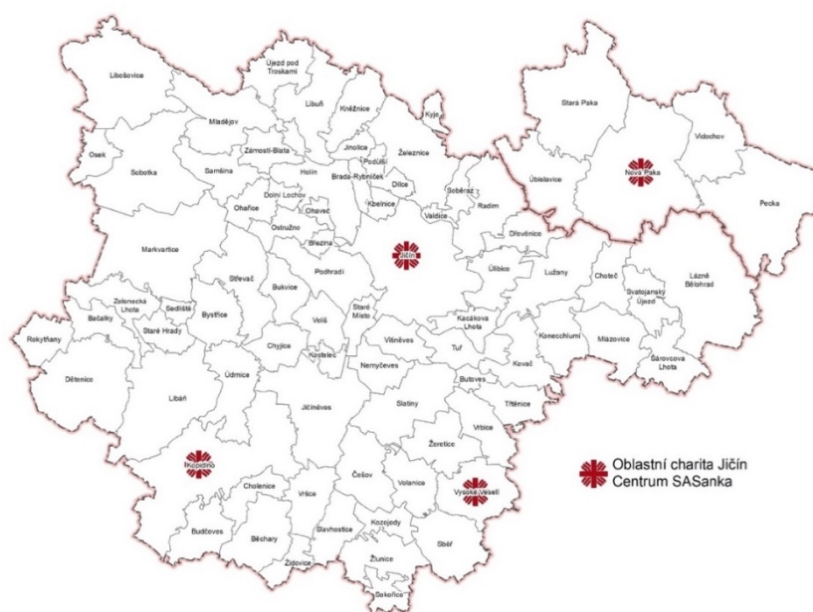 Libošovice
Újezd pod
Troskami
Libuň
Kněžnice
Kyje
Stará Paka
Vidochov
Mladějov
Jinolice
Podůlší
Železnice
Osek
Zámostí-Blata
Sobotka
Samšina
Holín
Brada-Rybníček
Dílce
Soběraz
Úbislavice
Nová Paka
Ohařice
Dolní Lochov
Ohaveč
Kbelnice
Valdice
Radim
Pecka
Ostružno
Dřevěnice
Markvartice
Březina
Jičín
Střevač
Podhradí
Úlibice
Lužany
Choteč
Lázně
Bělohrad
Bukvice
Svatojanský
Újezd
Zelenecká
Lhota
Sedliště
Bystřice
Veliš
Staré
Místo
Bačalky
Staré Hrady
Kacákova
Lhota
Rokytňany
Chyjice
Kostelec
Vitiněves
Tuř
Konecchlumí
Mlázovice
Nemyčeves
Kovač
Šárovcova
Lhota
Dětenice
Údrnice
Butoves
Libáň
Jičíněves
Slatiny
Třtěnice
Vrbice
Žeretice
Kopidlno
Oblastní charita Jičín
Centrum SASanka
Češov
Volanice
Cholenice
Vysoké Veselí
Vršce
Budčeves
Slavhostice
Kozejedy
Běchary
Sběř
Žlunice
Židovice
Sekeřice